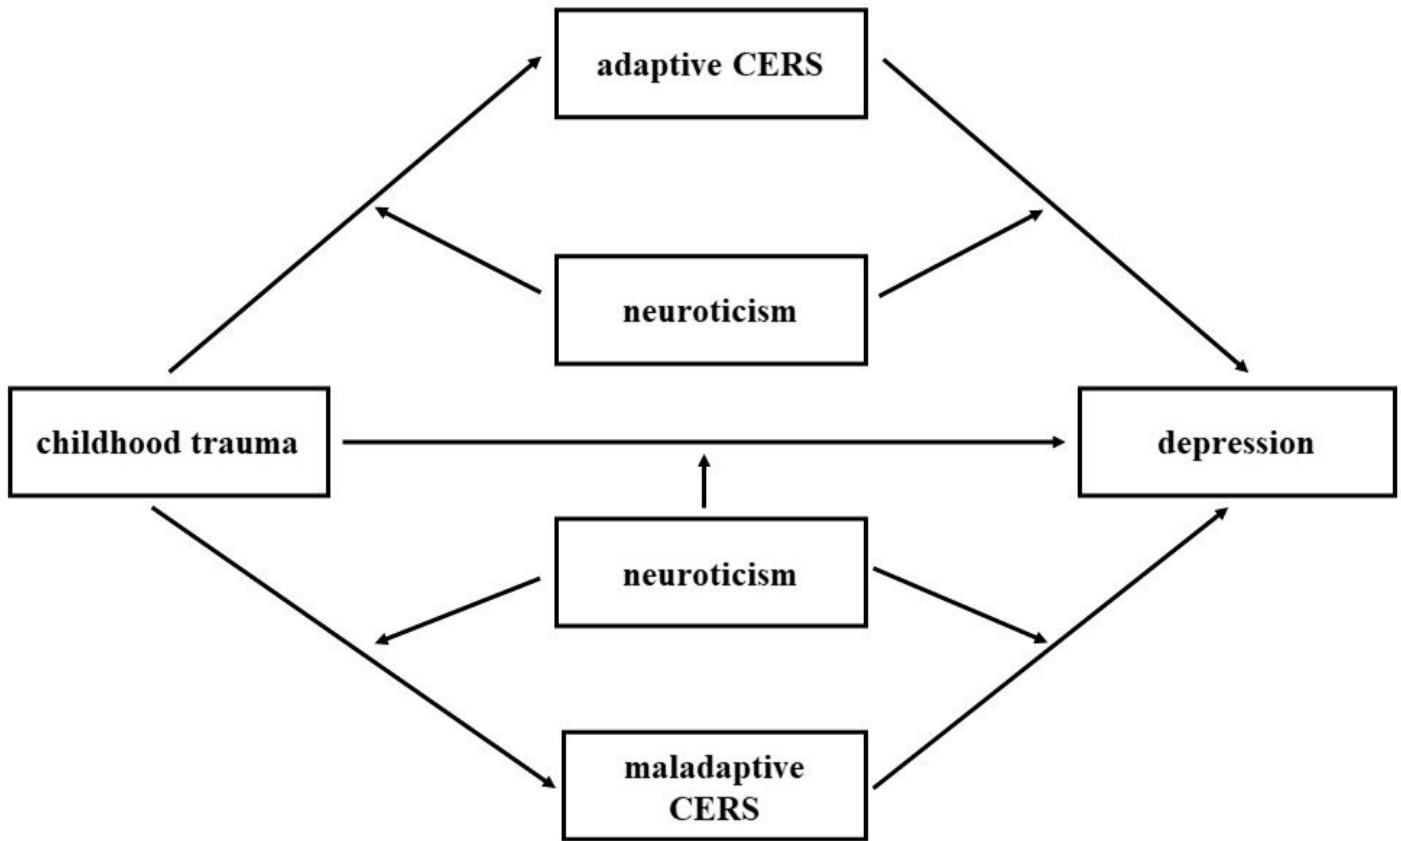 adaptive CERS
neuroticism
childhood trauma
depression
neuroticism
maladaptive
CERS